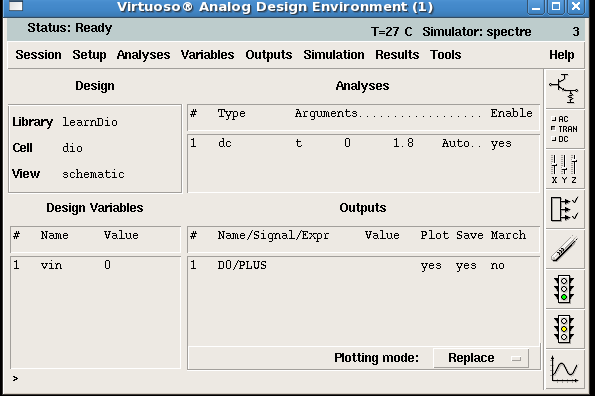 Virtuoso® Analog Design Environment (1)
Status: Ready
T=27 C Simulator: spectre 3
Session Setup Analyses Variables Outputs Simulation Results Tools Help
Design
Library learnDio
Cell dio
View schematic
Analyses
# Type Arguments................... Enable
1 dc t 0 1.8 Auto.. yes
Design Variables
# Name Value
1 vin 0
Outputs
# Name/Signal/Expr Value Plot Save March
1 D0/PLUS yes yes no
Plotting mode: Replace
>
AC
TRAN
DC
X Y Z